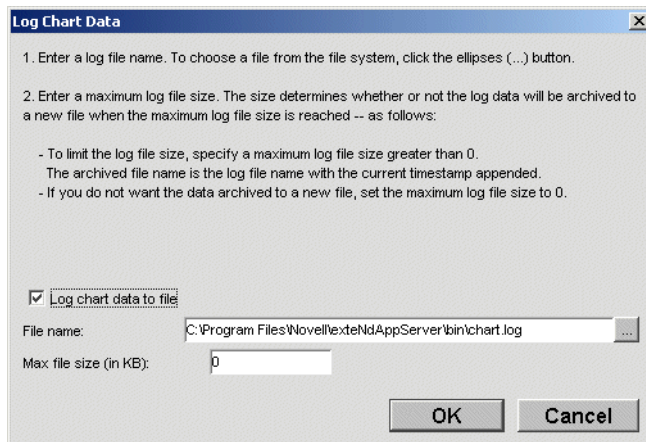 Log Chart Data
1. Enter a log file name. To choose a file from the file system, click the ellipses (...) button.
2. Enter a maximum log file size. The size determines whether or not the log data will be archived to
a new file when the maximum log file size is reached -- as follows:
- To limit the log file size, specify a maximum log file size greater than 0.
The archived file name is the log file name with the current timestamp appended.
- If you do not want the data archived to a new file, set the maximum log file size to 0.
Log chart data to file
File name: C:\Program Files\Novell\exteNdAppServer\bin\chart.log ...
Max file size (in KB): 0
OK Cancel